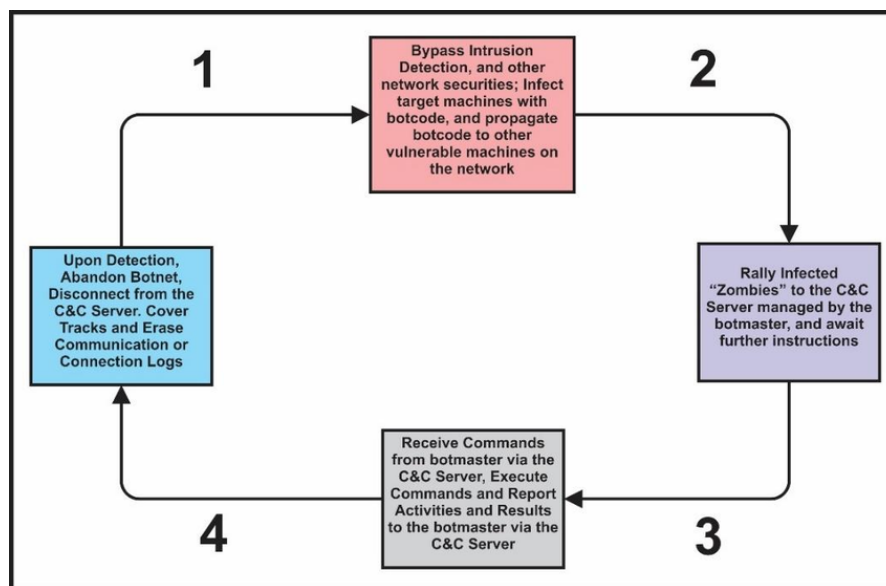 1
Bypass Intrusion
Detection, and other
network securities; Infect
target machines with
botcode, and propagate
botcode to other
vulnerable machines on
the network
2
Upon Detection,
Abandon Botnet,
Disconnect from the
C&C Server. Cover
Tracks and Erase
Communication or
Connection Logs
Rally Infected
“Zombies” to the C&C
Server managed by the
botmaster, and await
further instructions
4
Receive Commands
from botmaster via the
C&C Server, Execute
Commands and Report
Activities and Results
to the botmaster via the
C&C Server
3